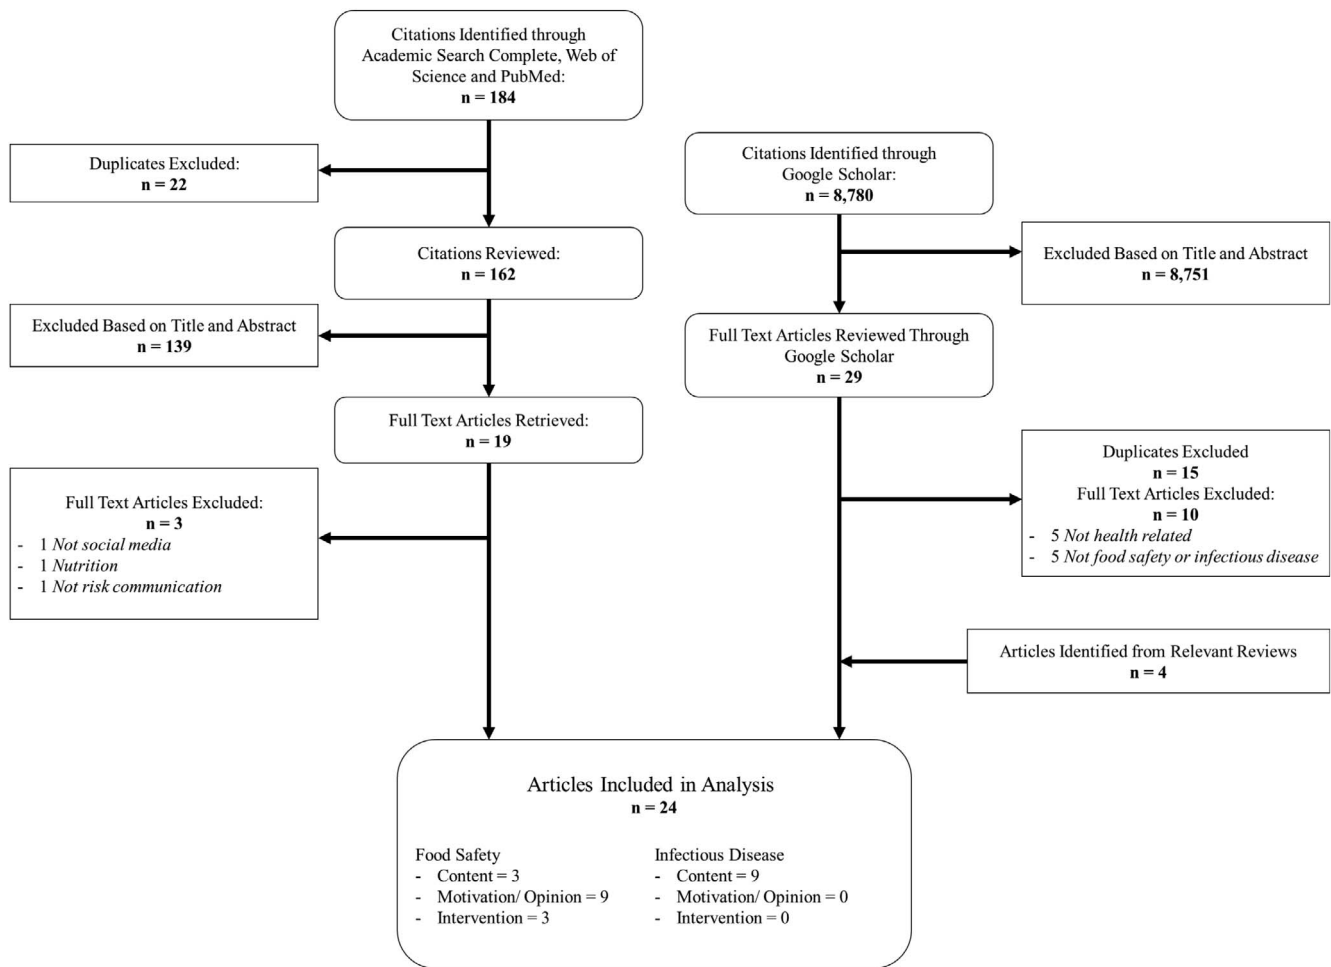 Citations Identified through
Academic Search Complete, Web of
Science and PubMed:
n = 184
Duplicates Excluded:
n = 22
Citations Reviewed:
n = 162
Excluded Based on Title and Abstract
n = 139
Full Text Articles Retrieved:
n = 19
Full Text Articles Excluded:
n = 3
- 1 Not social media
- 1 Nutrition
- 1 Not risk communication
Citations Identified through
Google Scholar:
n = 8,780
Excluded Based on Title and Abstract
n = 8,751
Full Text Articles Reviewed Through
Google Scholar
n = 29
Duplicates Excluded
n = 15
Full Text Articles Excluded:
n = 10
- 5 Not health related
- 5 Not food safety or infectious disease
Articles Identified from Relevant Reviews
n = 4
Articles Included in Analysis
n = 24
Food Safety
- Content = 3
- Motivation/ Opinion = 9
- Intervention = 3
Infectious Disease
- Content = 9
- Motivation/ Opinion = 0
- Intervention = 0